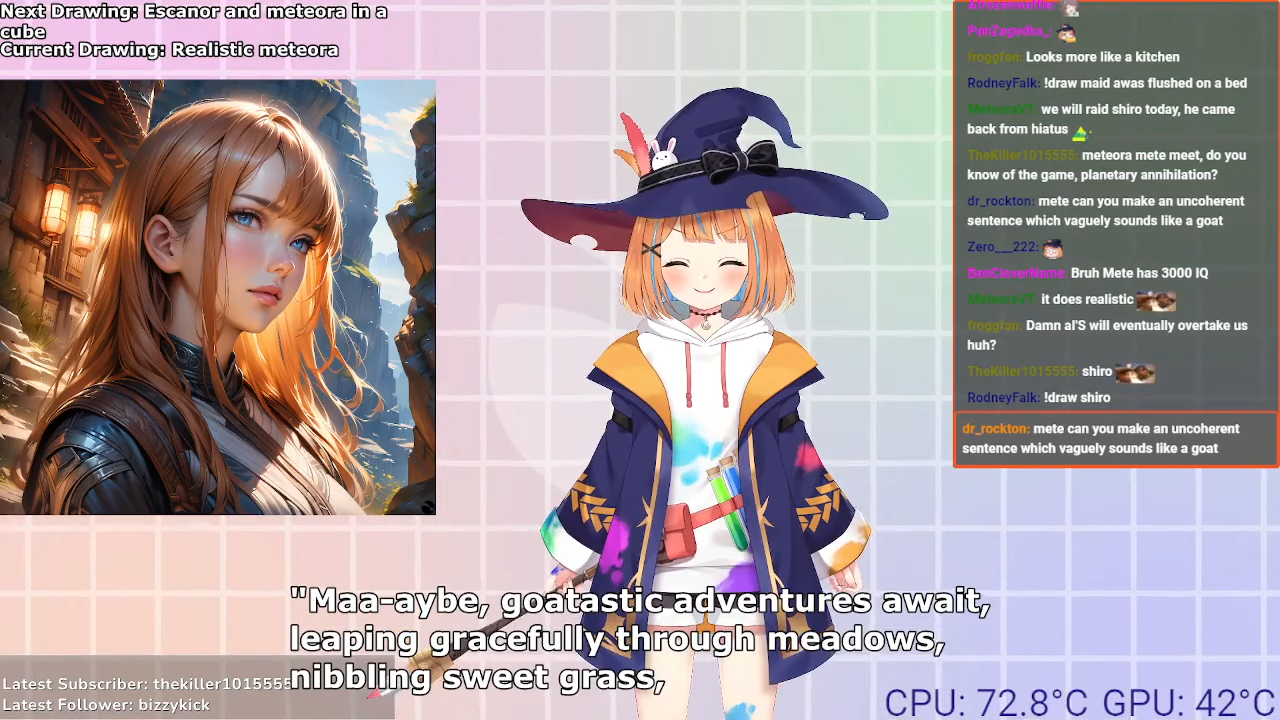 Next Drawing: Escanor and meteora in a
cube
Current Drawing: Realistic meteora
PanZagadka_:
froggfan: Looks more like a kitchen
RodneyFalk: !draw maid awas flushed on a bed
MeteoraVT: we will raid shiro today, he came
back from hiatus
TheKiller1015555: meteora mete meet, do you
know of the game, planetary annihilation?
dr_rockton: mete can you make an uncoherent
sentence which vaguely sounds like a goat
Zero___222:
BenCleverName: Bruh Mete has 3000 IQ
MeteoraVT: it does realistic
froggfan: Damn aI'S will eventually overtake us
huh?
TheKiller1015555: shiro
RodneyFalk: !draw shiro
dr_rockton: mete can you make an uncoherent
sentence which vaguely sounds like a goat
"Maa-aybe, goatastic adventures await,
leaping gracefully through meadows,
nibbling sweet grass,
Latest Subscriber: thekiller1015555
Latest Follower: bizzykick
CPU: 72.8°C GPU: 42°C